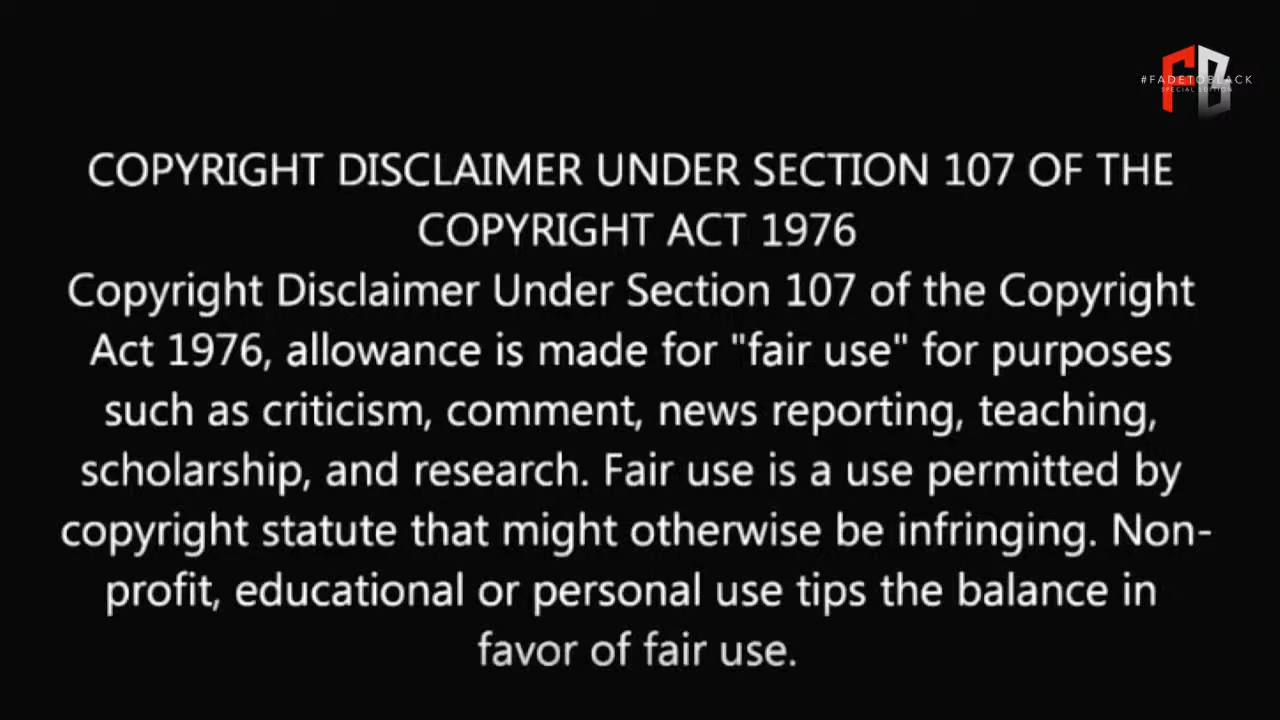 #FADETOBLACK
SPECIAL EDITION
COPYRIGHT DISCLAIMER UNDER SECTION 107 OF THE
COPYRIGHT ACT 1976
Copyright Disclaimer Under Section 107 of the Copyright
Act 1976, allowance is made for "fair use" for purposes
such as criticism, comment, news reporting, teaching,
scholarship, and research. Fair use is a use permitted by
copyright statute that might otherwise be infringing. Non-
profit, educational or personal use tips the balance in
favor of fair use.